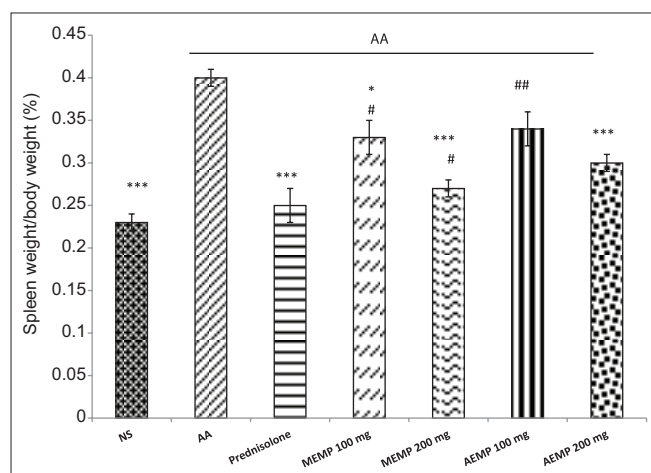 AA
Spleen weight/body weight (%)
0.45
0.4
0.35
0.3
0.25
0.2
0.15
0.1
0.05
0
***
***
*
#
***
#
##
***
NS
AA
Prednisolone
MEMP 100 mg
MEMP 200 mg
AEMP 100 mg
AEMP 200 mg